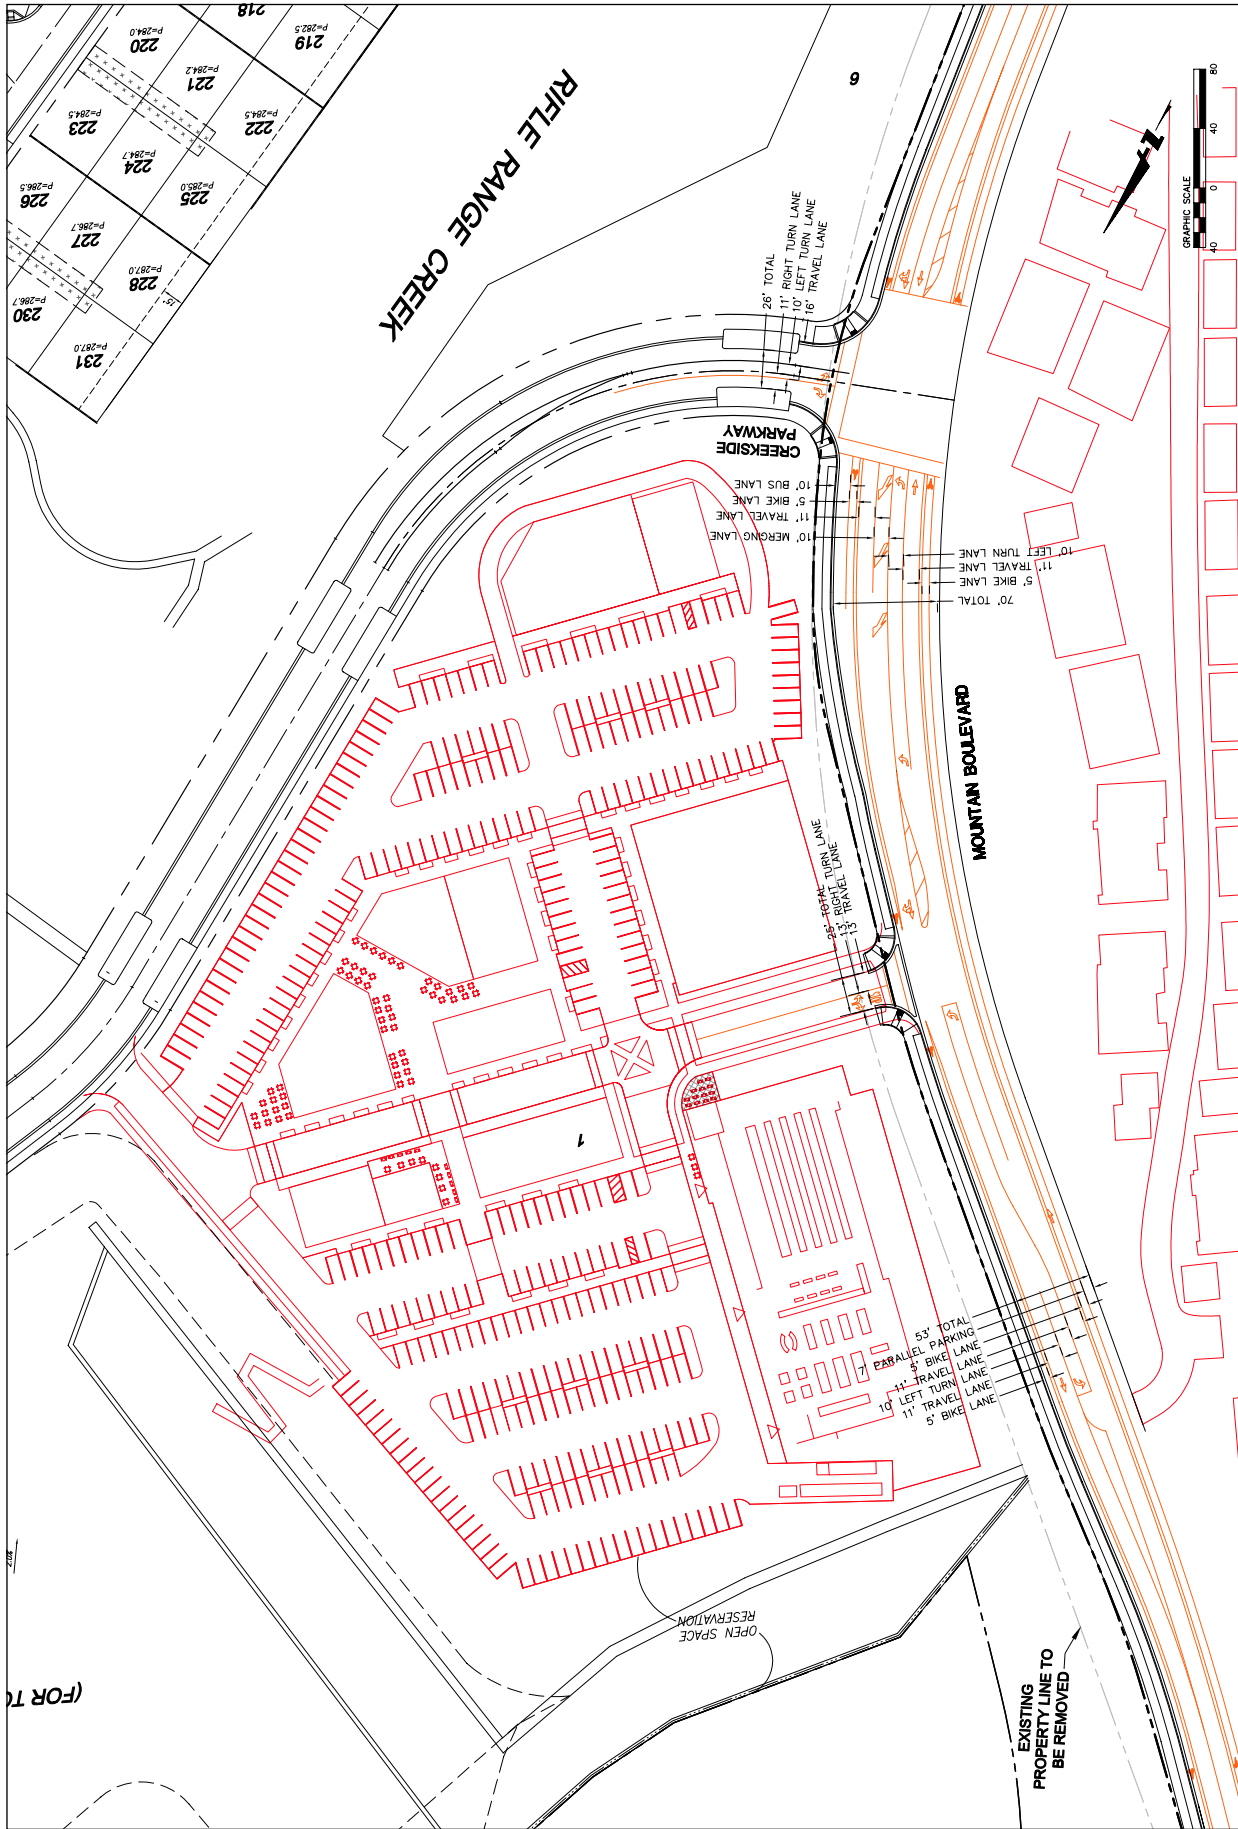 218
219
P=282.5
220
P=284.0
221
P=284.2
222
P=284.5
223
P=284.5
224
P=284.7
225
P=285.0
226
P=286.5
227
P=286.7
228
P=287.0
230
P=286.7
231
P=287.0
15'
RIFLE RANGE CREEK
6
GRAPHIC SCALE
40
0
40
80
26' TOTAL
11' RIGHT TURN LANE
10' LEFT TURN LANE
16' TRAVEL LANE
CREEKSIDE
PARKWAY
10' BUS LANE
5' BIKE LANE
11' TRAVEL LANE
10' MERGING LANE
10' LEFT TURN LANE
11' TRAVEL LANE
5' BIKE LANE
70' TOTAL
MOUNTAIN BOULEVARD
25' TOTAL TURN LANE
13' RIGHT
13' TRAVEL LANE
1
53' TOTAL
7' PARALLEL PARKING
5' BIKE LANE
11' TRAVEL LANE
10' LEFT TURN LANE
11' TRAVEL LANE
5' BIKE LANE
OPEN SPACE
RESERVATION
EXISTING
PROPERTY LINE TO
BE REMOVED
(FOR TO